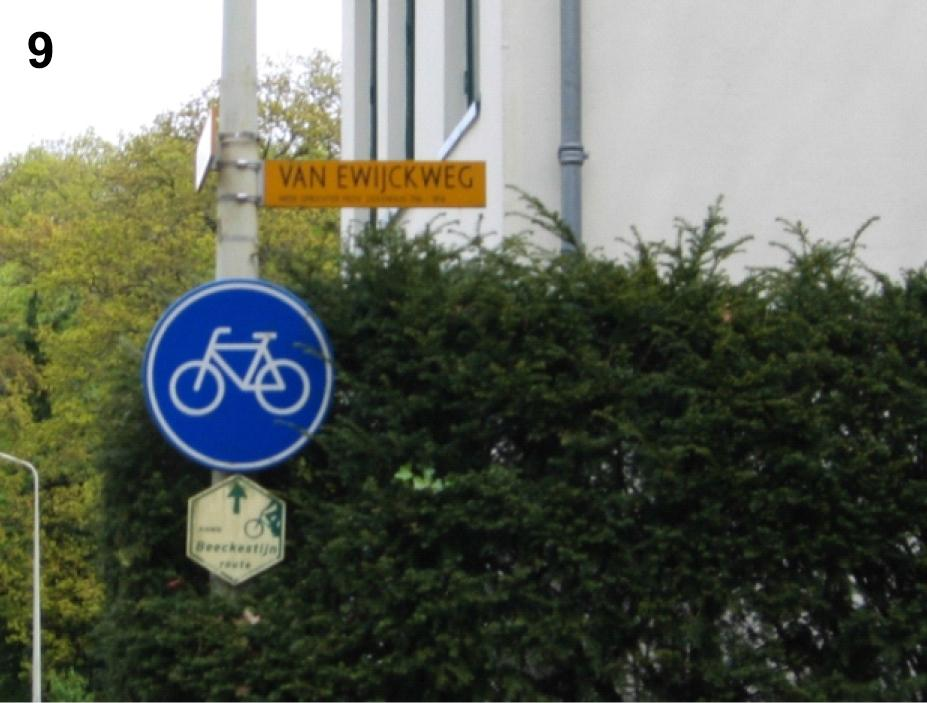 9
VAN EWIJCKWEG
Beeckestijn
route